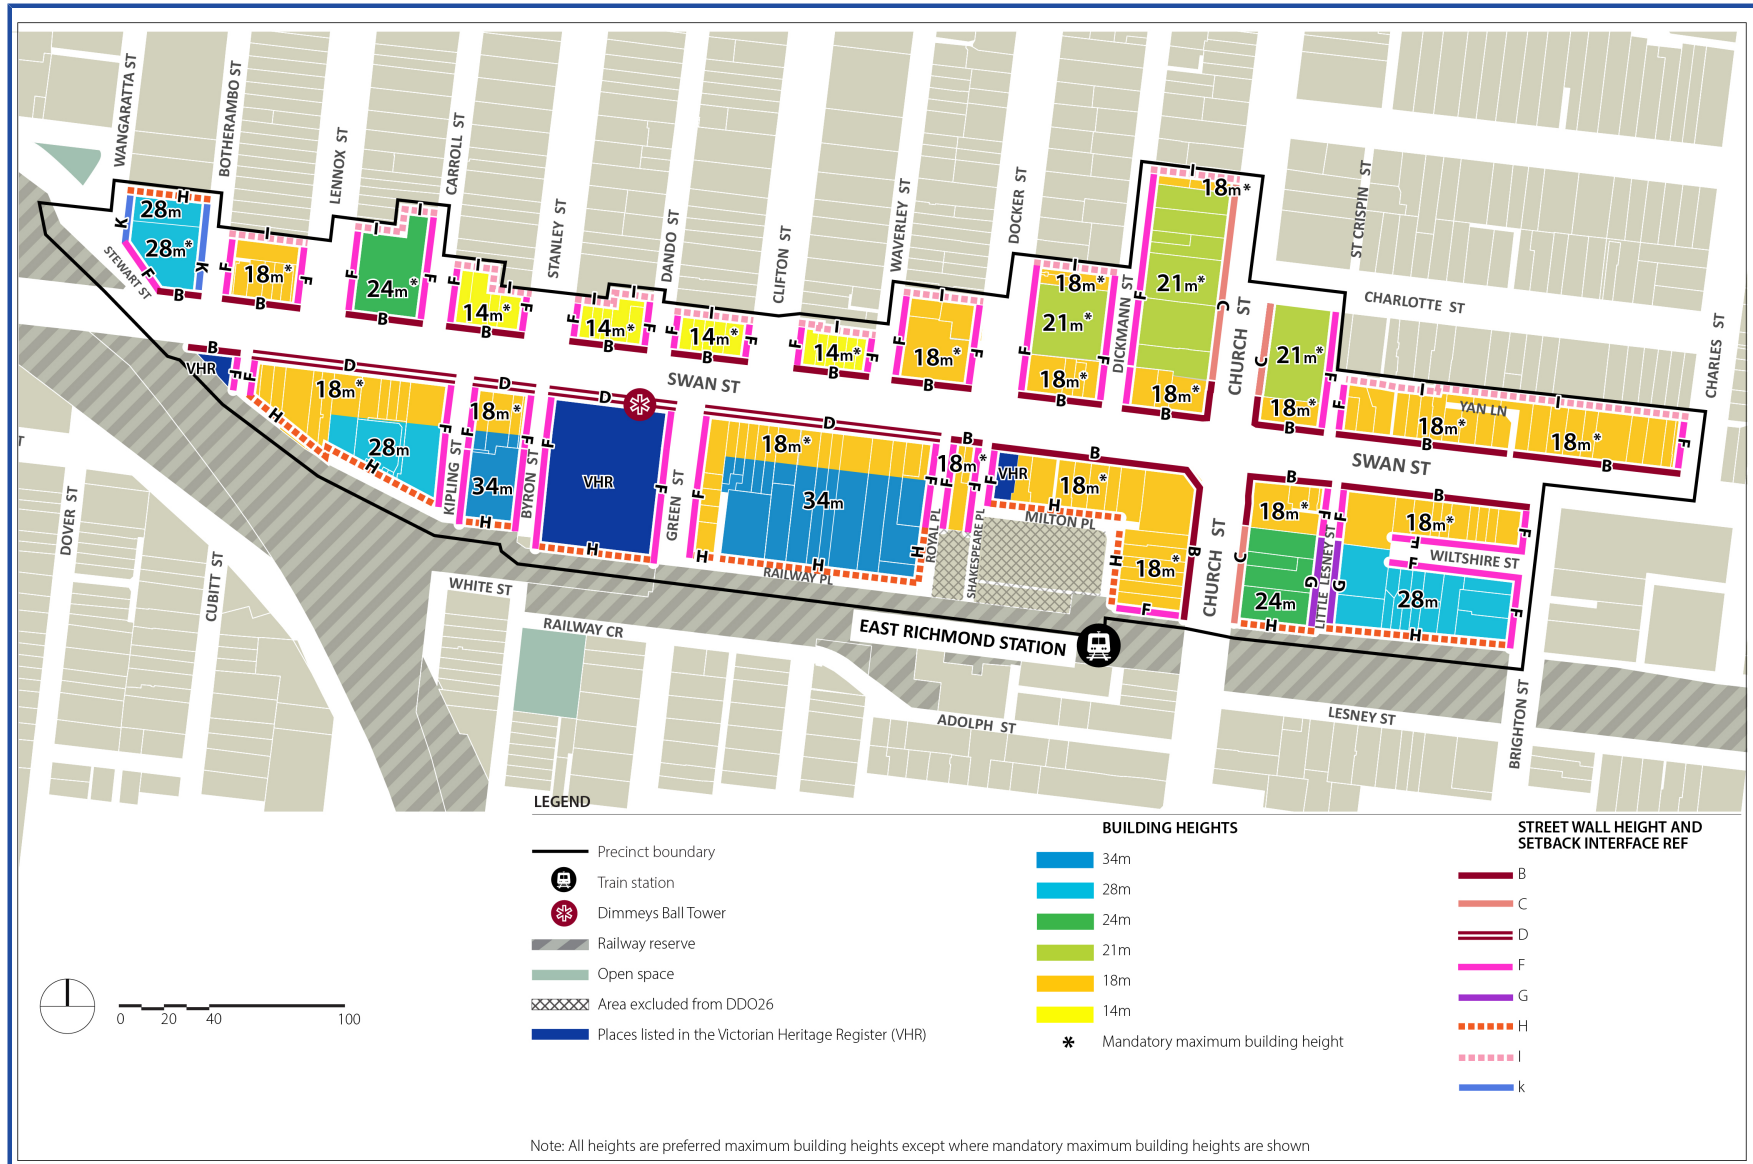 WANGARATTA ST
BOTHERAMBO ST
LENNOX ST
CARROLL ST
STANLEY ST
DANDO ST
CLIFTON ST
WAVERLEY ST
DOCKER ST
DICKMANN ST
CHURCH ST
ST CRISPIN ST
CHARLOTTE ST
CHARLES ST
STEWART ST
H
28m
28m*
K
K
F
B
I
18m*
F
F
B
I
I
24m*
F
F
B
I
I
14m*
F
F
B
I
I
14m*
F
F
B
I
14m*
F
F
B
I
14m*
F
F
B
I
18m*
F
F
B
I
18m*
21m*
18m*
F
F
B
I
18m*
21m*
18m*
F
C
B
C
21m*
18m*
F
B
I
I
YAN LN
18m*
18m*
F
F
B
B
SWAN ST
SWAN ST
B
VHR
F
F
D
18m*
28m
F
H
H
KIPLING ST
D
18m*
34m
F
F
H
BYRON ST
D
VHR
F
F
H
GREEN ST
D
18m*
34m
F
F
H
H
H
RAILWAY PL
ROYAL PL
B
18m*
F
F
SHAKESPEARE PL
B
VHR
18m*
F
H
MILTON PL
H
18m*
B
F
CHURCH ST
B
18m*
24m
C
F
G
H
LITTLE LESNEY ST
B
18m*
F
F
F
WILTSHIRE ST
F
28m
G
F
H
EAST RICHMOND STATION
DOVER ST
CUBITT ST
WHITE ST
RAILWAY CR
ADOLPH ST
LESNEY ST
BRIGHTON ST
T
LEGEND
Precinct boundary
Train station
Dimmeys Ball Tower
Railway reserve
Open space
Area excluded from DDO26
Places listed in the Victorian Heritage Register (VHR)
BUILDING HEIGHTS
34m
28m
24m
21m
18m
14m
* Mandatory maximum building height
STREET WALL HEIGHT AND
SETBACK INTERFACE REF
B
C
D
F
G
H
I
k
0 20 40 100
Note: All heights are preferred maximum building heights except where mandatory maximum building heights are shown